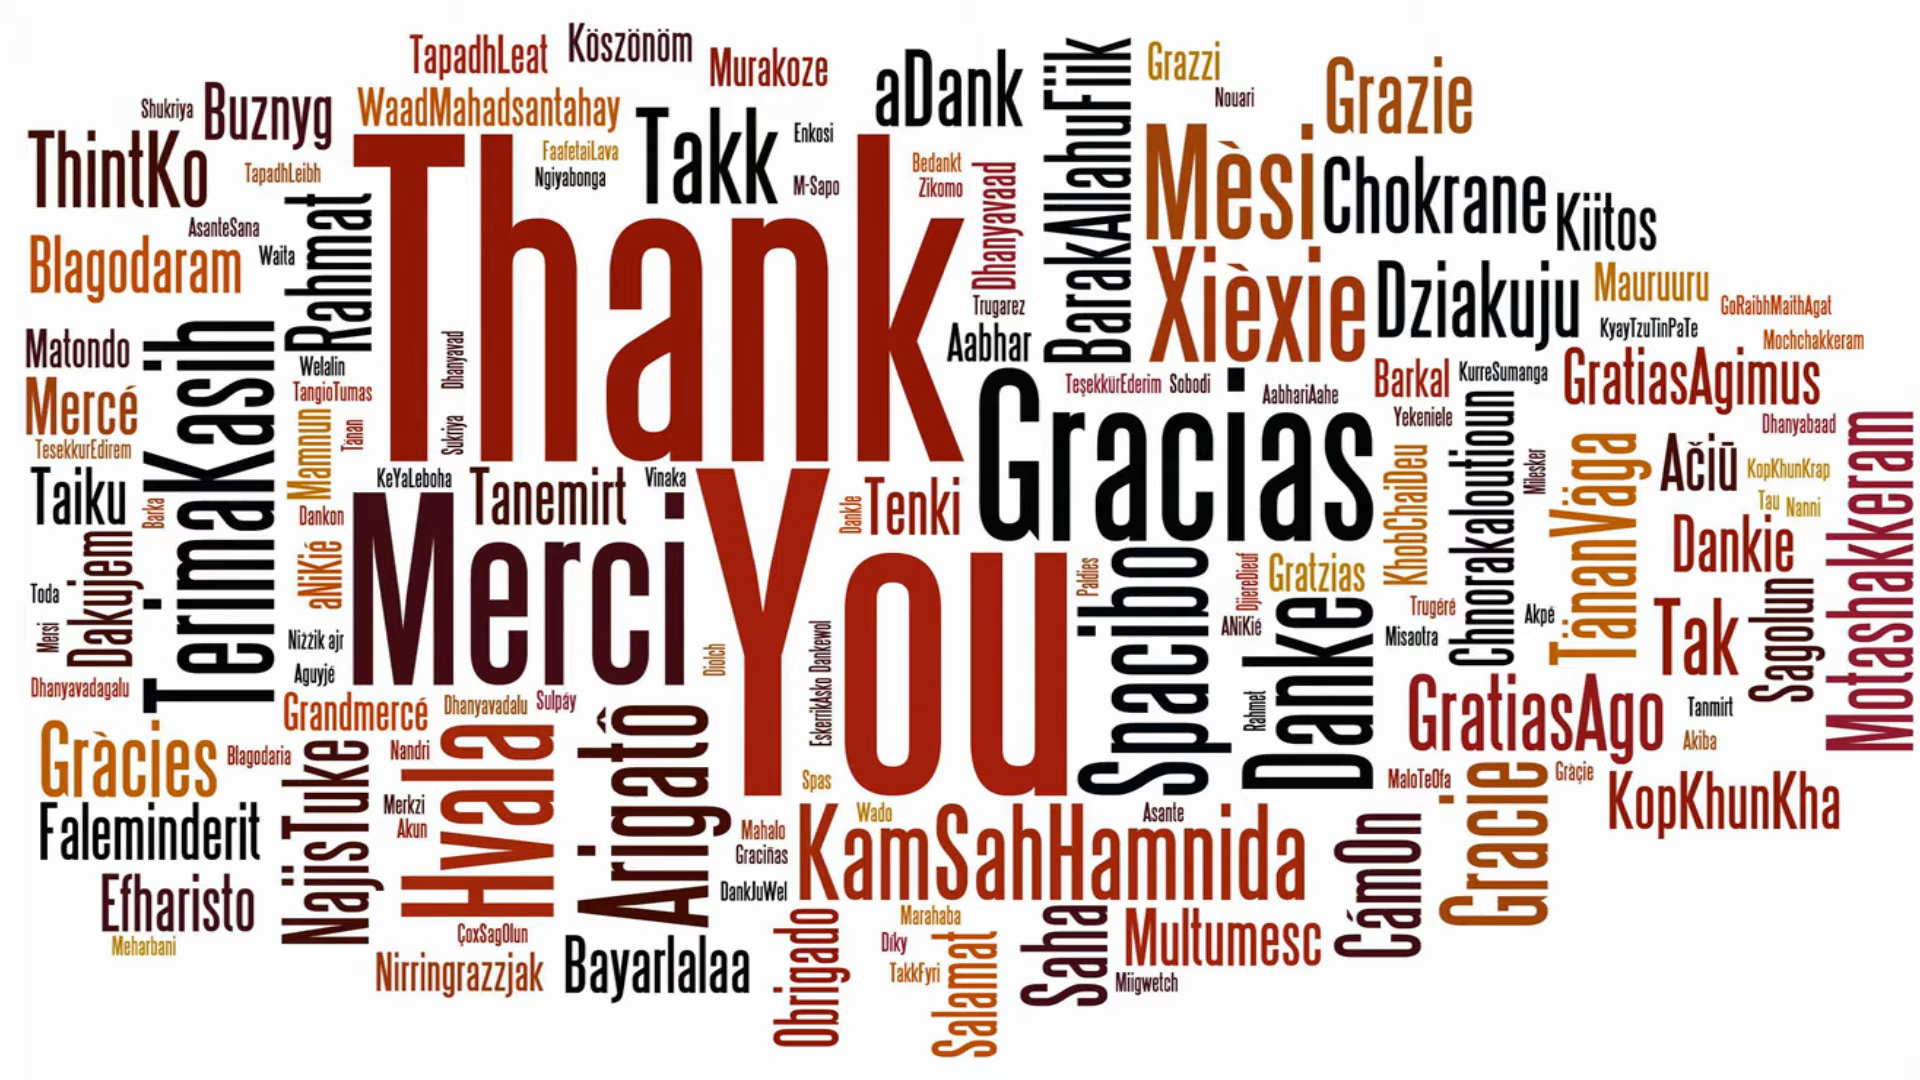 TapadhLeat
Köszönöm
Murakoze
aDank
BarakAllahuFiik
Grazzi
Nouari
Grazie
Shukriya
Buznyg
WaadMahadsantahay
FaafetaiLava
Ngiyabonga
Takk
Enkosi
M-Sapo
Bedankt
Zikomo
Dhanyavaad
Mèsi
Chokrane
Kiitos
ThintKo
TapadhLeibh
AsanteSana
Waita
Rahmat
Thank
Blagodaram
Trugarez
Aabhar
Xièxie
Dziakuju
Mauruuru
GoRaibhMaithAgat
KyayTzuTinPaTe
Mochchakkeram
Matondo
TerimaKasih
Welalin
TangioTumas
Dhanyavad
Sukriya
TeşekkürEderim
Sobodi
AabhariAahe
Barkal
KurreSumanga
GratiasAgimus
Mercé
TesekkurEdirem
Mamnun
Tänan
Gracias
Yekeniele
Dhanyabaad
Motashakkeram
Taiku
Barka
Dankon
KeYaLeboha
Tanemirt
Vinaka
You
DankJe
Tenki
KhobChaiDeu
Chnorakaloutioun
Milesker
TänanVäga
Ačiū
KopKhunKrap
Tau
Nanni
Dankie
Merci
Toda
Mersi
Dakujem
aNiKié
Niżżik ajr
Aguyjé
Diolch
EskerrikAsko
Dankewol
Paldies
Spacibo
DjiereDieuf
ANiKié
Gratzias
Danke
Rahmet
Trugéré
Misaotra
Akpé
Tak
Sagolun
Dhanyavadagalu
Grandmercé
Dhanyavadalu
Sulpáy
GratiasAgo
Tanmirt
Akiba
Gràcies
Blagodaria
NajisTuke
Nandri
Hvala
Arigatô
Spas
MaloTeOfa
Gracie
Gràçie
KopKhunKha
Faleminderit
Merkzi
Akun
Mahalo
Graciñas
DankJuWel
Wado
KamSahHamnida
Asante
CámOn
Efharisto
Meharbani
ÇoxSagOlun
Nirringrazzjak
Bayarlalaa
Obrigado
Marahaba
Díky
TakkFyri
Salamat
Saha
Multumesc
Miigwetch